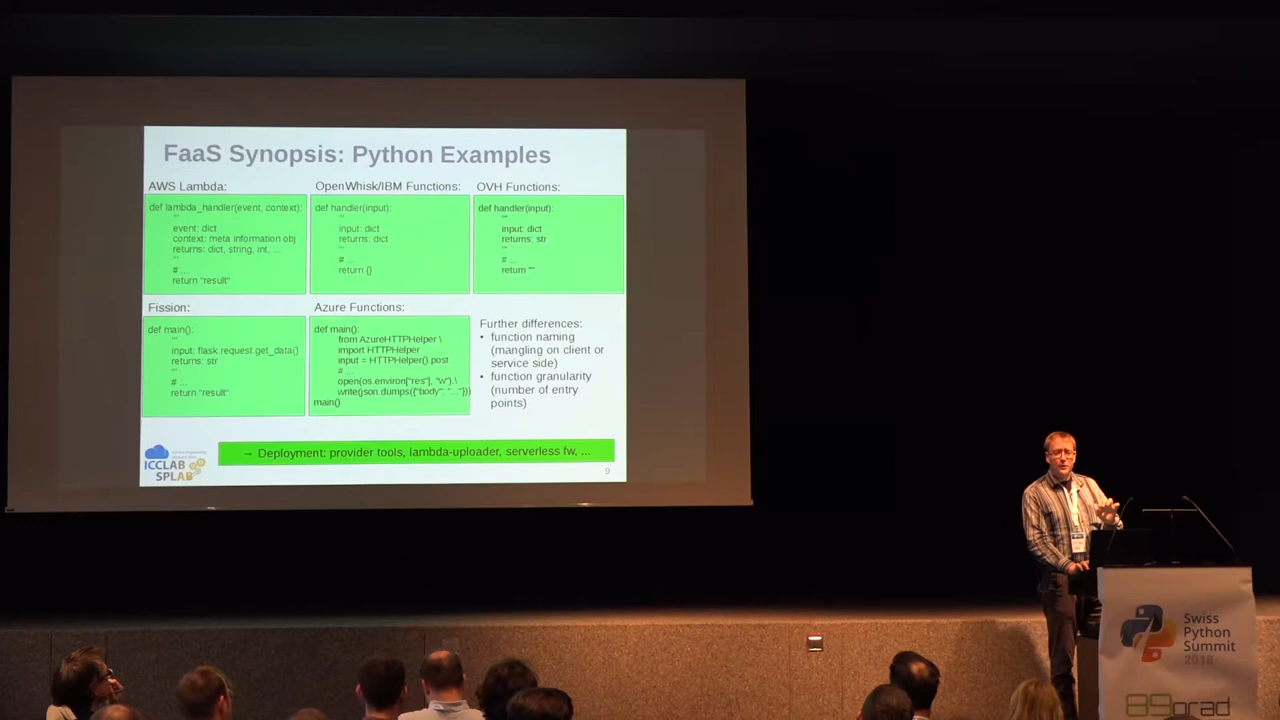 FaaS Synopsis: Python Examples
AWS Lambda:
def lambda_handler(event, context):
'''
event: dict
context: meta information obj
returns: dict, string, int, ...
'''
# ...
return "result"
OpenWhisk/IBM Functions:
def handler(input):
'''
input: dict
returns: dict
'''
# ...
return {}
OVH Functions:
def handler(input):
'''
input: dict
returns: str
'''
# ...
return ""
Fission:
def main():
'''
input: flask.request.get_data()
returns: str
'''
# ...
return "result"
Azure Functions:
def main():
from AzureHTTPHelper \
import HTTPHelper
input = HTTPHelper().post
# ...
open(os.environ["res"], "w").\
write(json.dumps({"body": "..."}))
main()
Further differences:
• function naming
(mangling on client or
service side)
• function granularity
(number of entry
points)
→ Deployment: provider tools, lambda-uploader, serverless fw, ...
ICCLAB
SPLAB
9
Swiss
Python
Summit
2018
89grad